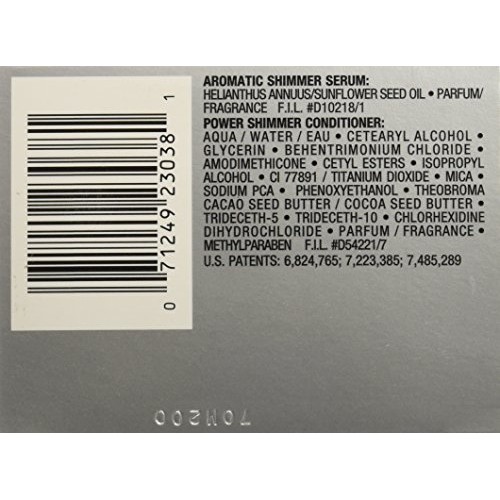 AROMATIC SHIMMER SERUM:
HELIANTHUS ANNUUS/SUNFLOWER SEED OIL • PARFUM/
FRAGRANCE F.I.L. #D10218/1
POWER SHIMMER CONDITIONER:
AQUA / WATER / EAU • CETEARYL ALCOHOL •
GLYCERIN • BEHENTRIMONIUM CHLORIDE •
AMODIMETHICONE • CETYL ESTERS • ISOPROPYL
ALCOHOL • CI 77891 / TITANIUM DIOXIDE • MICA •
SODIUM PCA • PHENOXYETHANOL • THEOBROMA
CACAO SEED BUTTER / COCOA SEED BUTTER •
TRIDECETH-5 • TRIDECETH-10 • CHLORHEXIDINE
DIHYDROCHLORIDE • PARFUM / FRAGRANCE •
METHYLPARABEN F.I.L. #D54221/7
U.S. PATENTS: 6,824,765; 7,223,385; 7,485,289
0 71249 23038 1
70M200